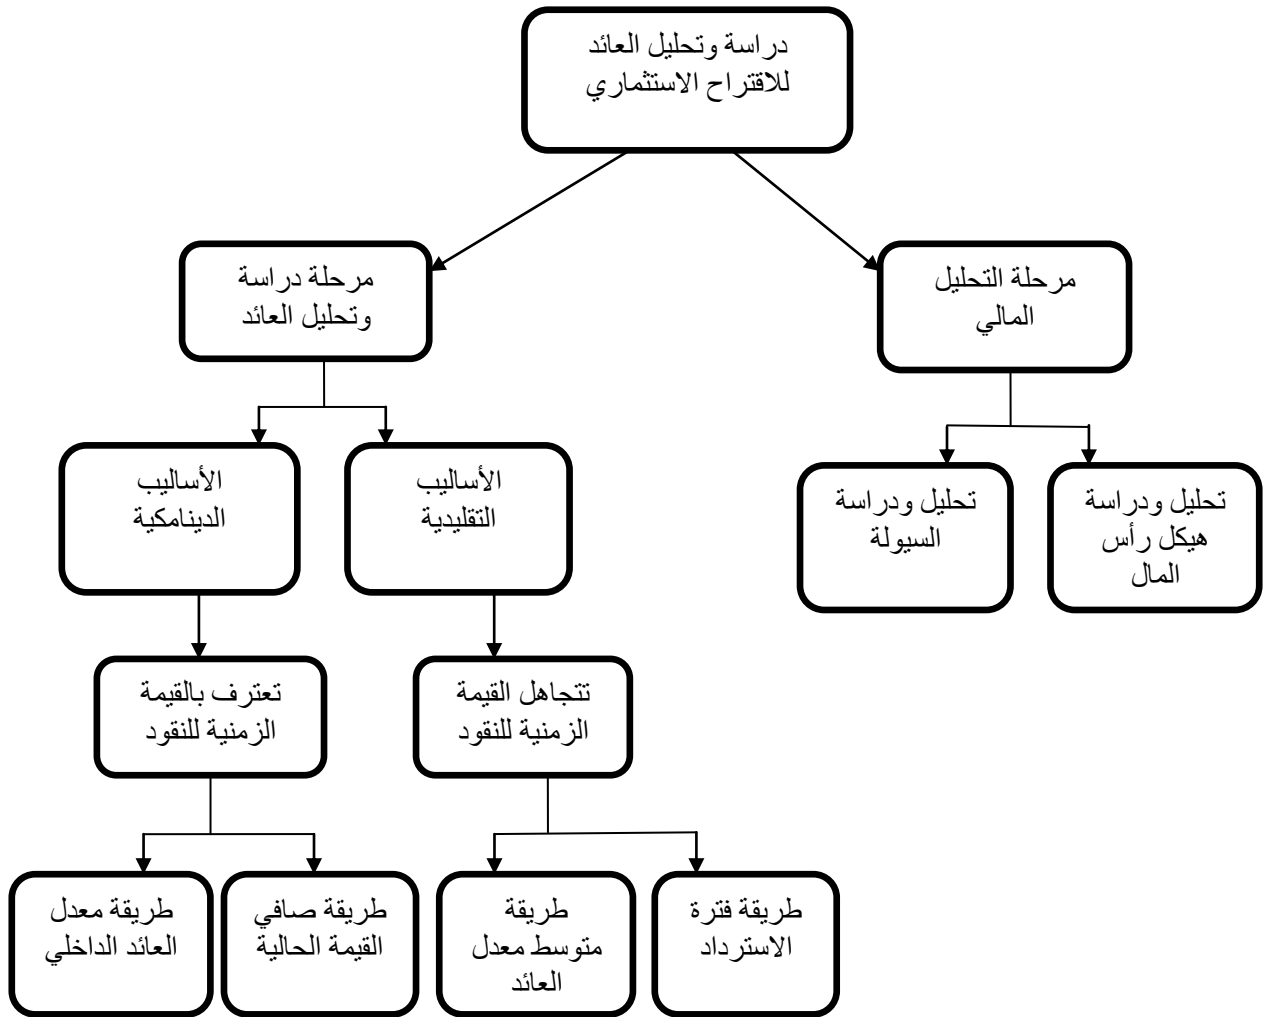 دراسة وتحليل العائد
للاقتراح الاستثماري
مرحلة التحليل
المالي
مرحلة دراسة
وتحليل العائد
تحليل ودراسة
هيكل رأس
المال
تحليل ودراسة
السيولة
الأساليب
التقليدية
الأساليب
الدينامكية
تتجاهل القيمة
الزمنية للنقود
تعترف بالقيمة
الزمنية للنقود
طريقة فترة
الاسترداد
طريقة
متوسط معدل
العائد
طريقة صافي
القيمة الحالية
طريقة معدل
العائد الداخلي